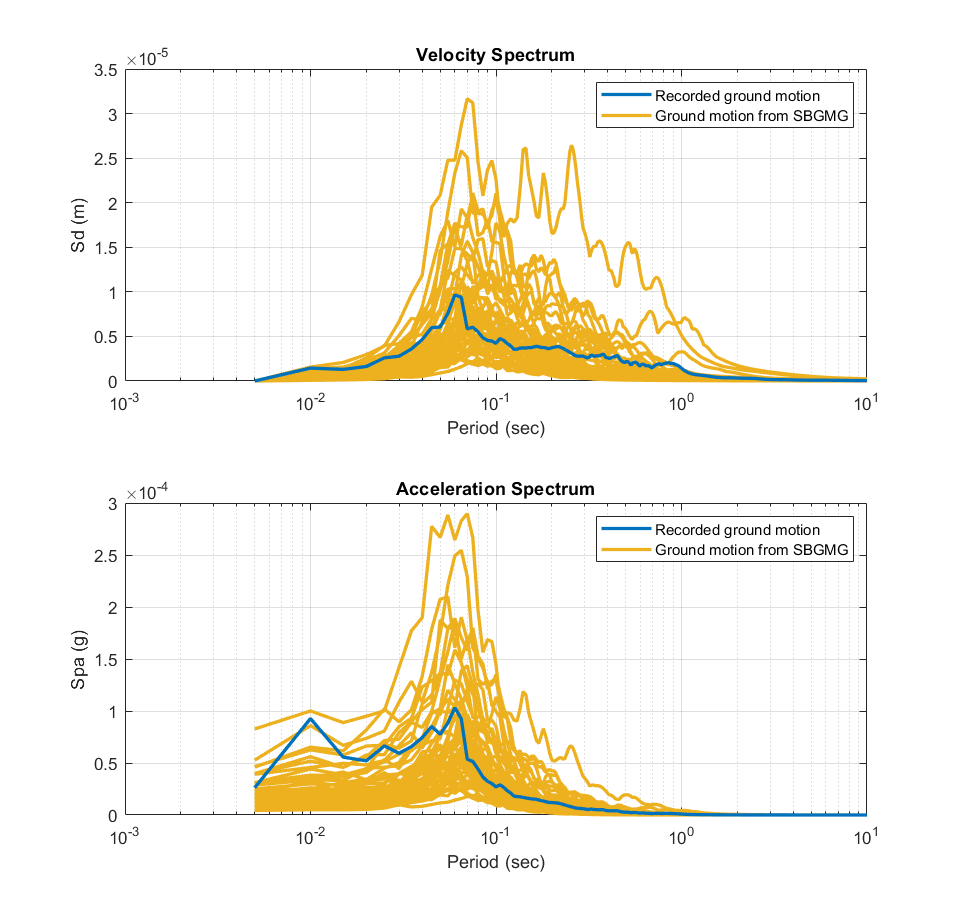 Velocity Spectrum
×10-5
3.5
3
2.5
2
1.5
1
0.5
0
Sd (m)
Recorded ground motion
Ground motion from SBGMG
10-3
10-2
10-1
100
101
Period (sec)
Acceleration Spectrum
×10-4
3
2.5
2
1.5
1
0.5
0
Spa (g)
Recorded ground motion
Ground motion from SBGMG
10-3
10-2
10-1
100
101
Period (sec)